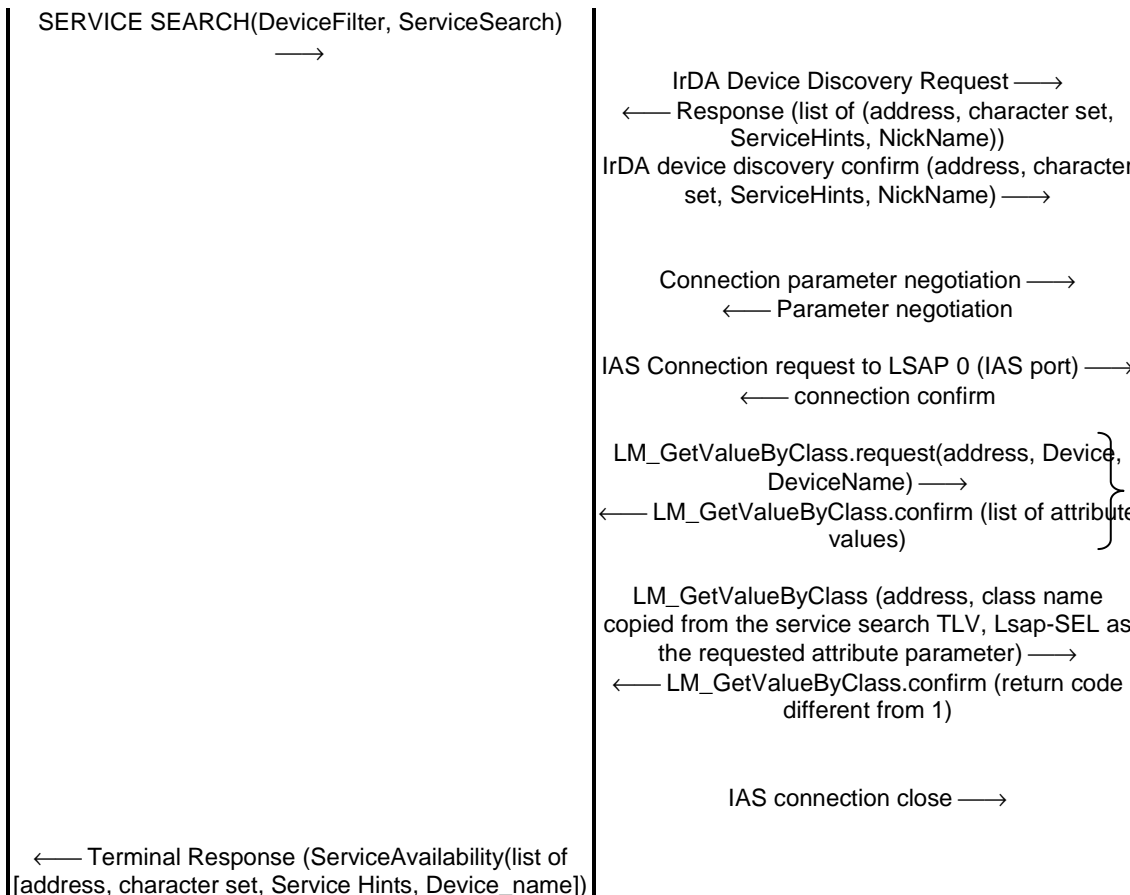 SERVICE SEARCH(DeviceFilter, ServiceSearch)
⟶
IrDA Device Discovery Request ⟶
⟵ Response (list of (address, character set,
ServiceHints, NickName))
IrDA device discovery confirm (address, character
set, ServiceHints, NickName) ⟶
Connection parameter negotiation ⟶
⟵ Parameter negotiation
IAS Connection request to LSAP 0 (IAS port) ⟶
⟵ connection confirm
LM_GetValueByClass.request(address, Device,
DeviceName) ⟶
⟵ LM_GetValueByClass.confirm (list of attribute
values)
LM_GetValueByClass (address, class name
copied from the service search TLV, Lsap-SEL as
the requested attribute parameter) ⟶
⟵ LM_GetValueByClass.confirm (return code
different from 1)
IAS connection close ⟶
⟵ Terminal Response (ServiceAvailability(list of
[address, character set, Service Hints, Device_name])